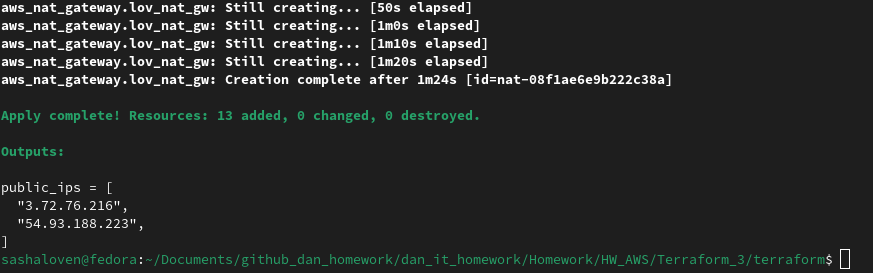 aws_nat_gateway.lov_nat_gw: Still creating... [50s elapsed]
aws_nat_gateway.lov_nat_gw: Still creating... [1m0s elapsed]
aws_nat_gateway.lov_nat_gw: Still creating... [1m10s elapsed]
aws_nat_gateway.lov_nat_gw: Still creating... [1m20s elapsed]
aws_nat_gateway.lov_nat_gw: Creation complete after 1m24s [id=nat-08f1ae6e9b222c38a]
Apply complete! Resources: 13 added, 0 changed, 0 destroyed.
Outputs:
public_ips = [
  "3.72.76.216",
  "54.93.188.223",
]
sashaloven@fedora:~/Documents/github_dan_homework/dan_it_homework/Homework/HW_AWS/Terraform_3/terraform$